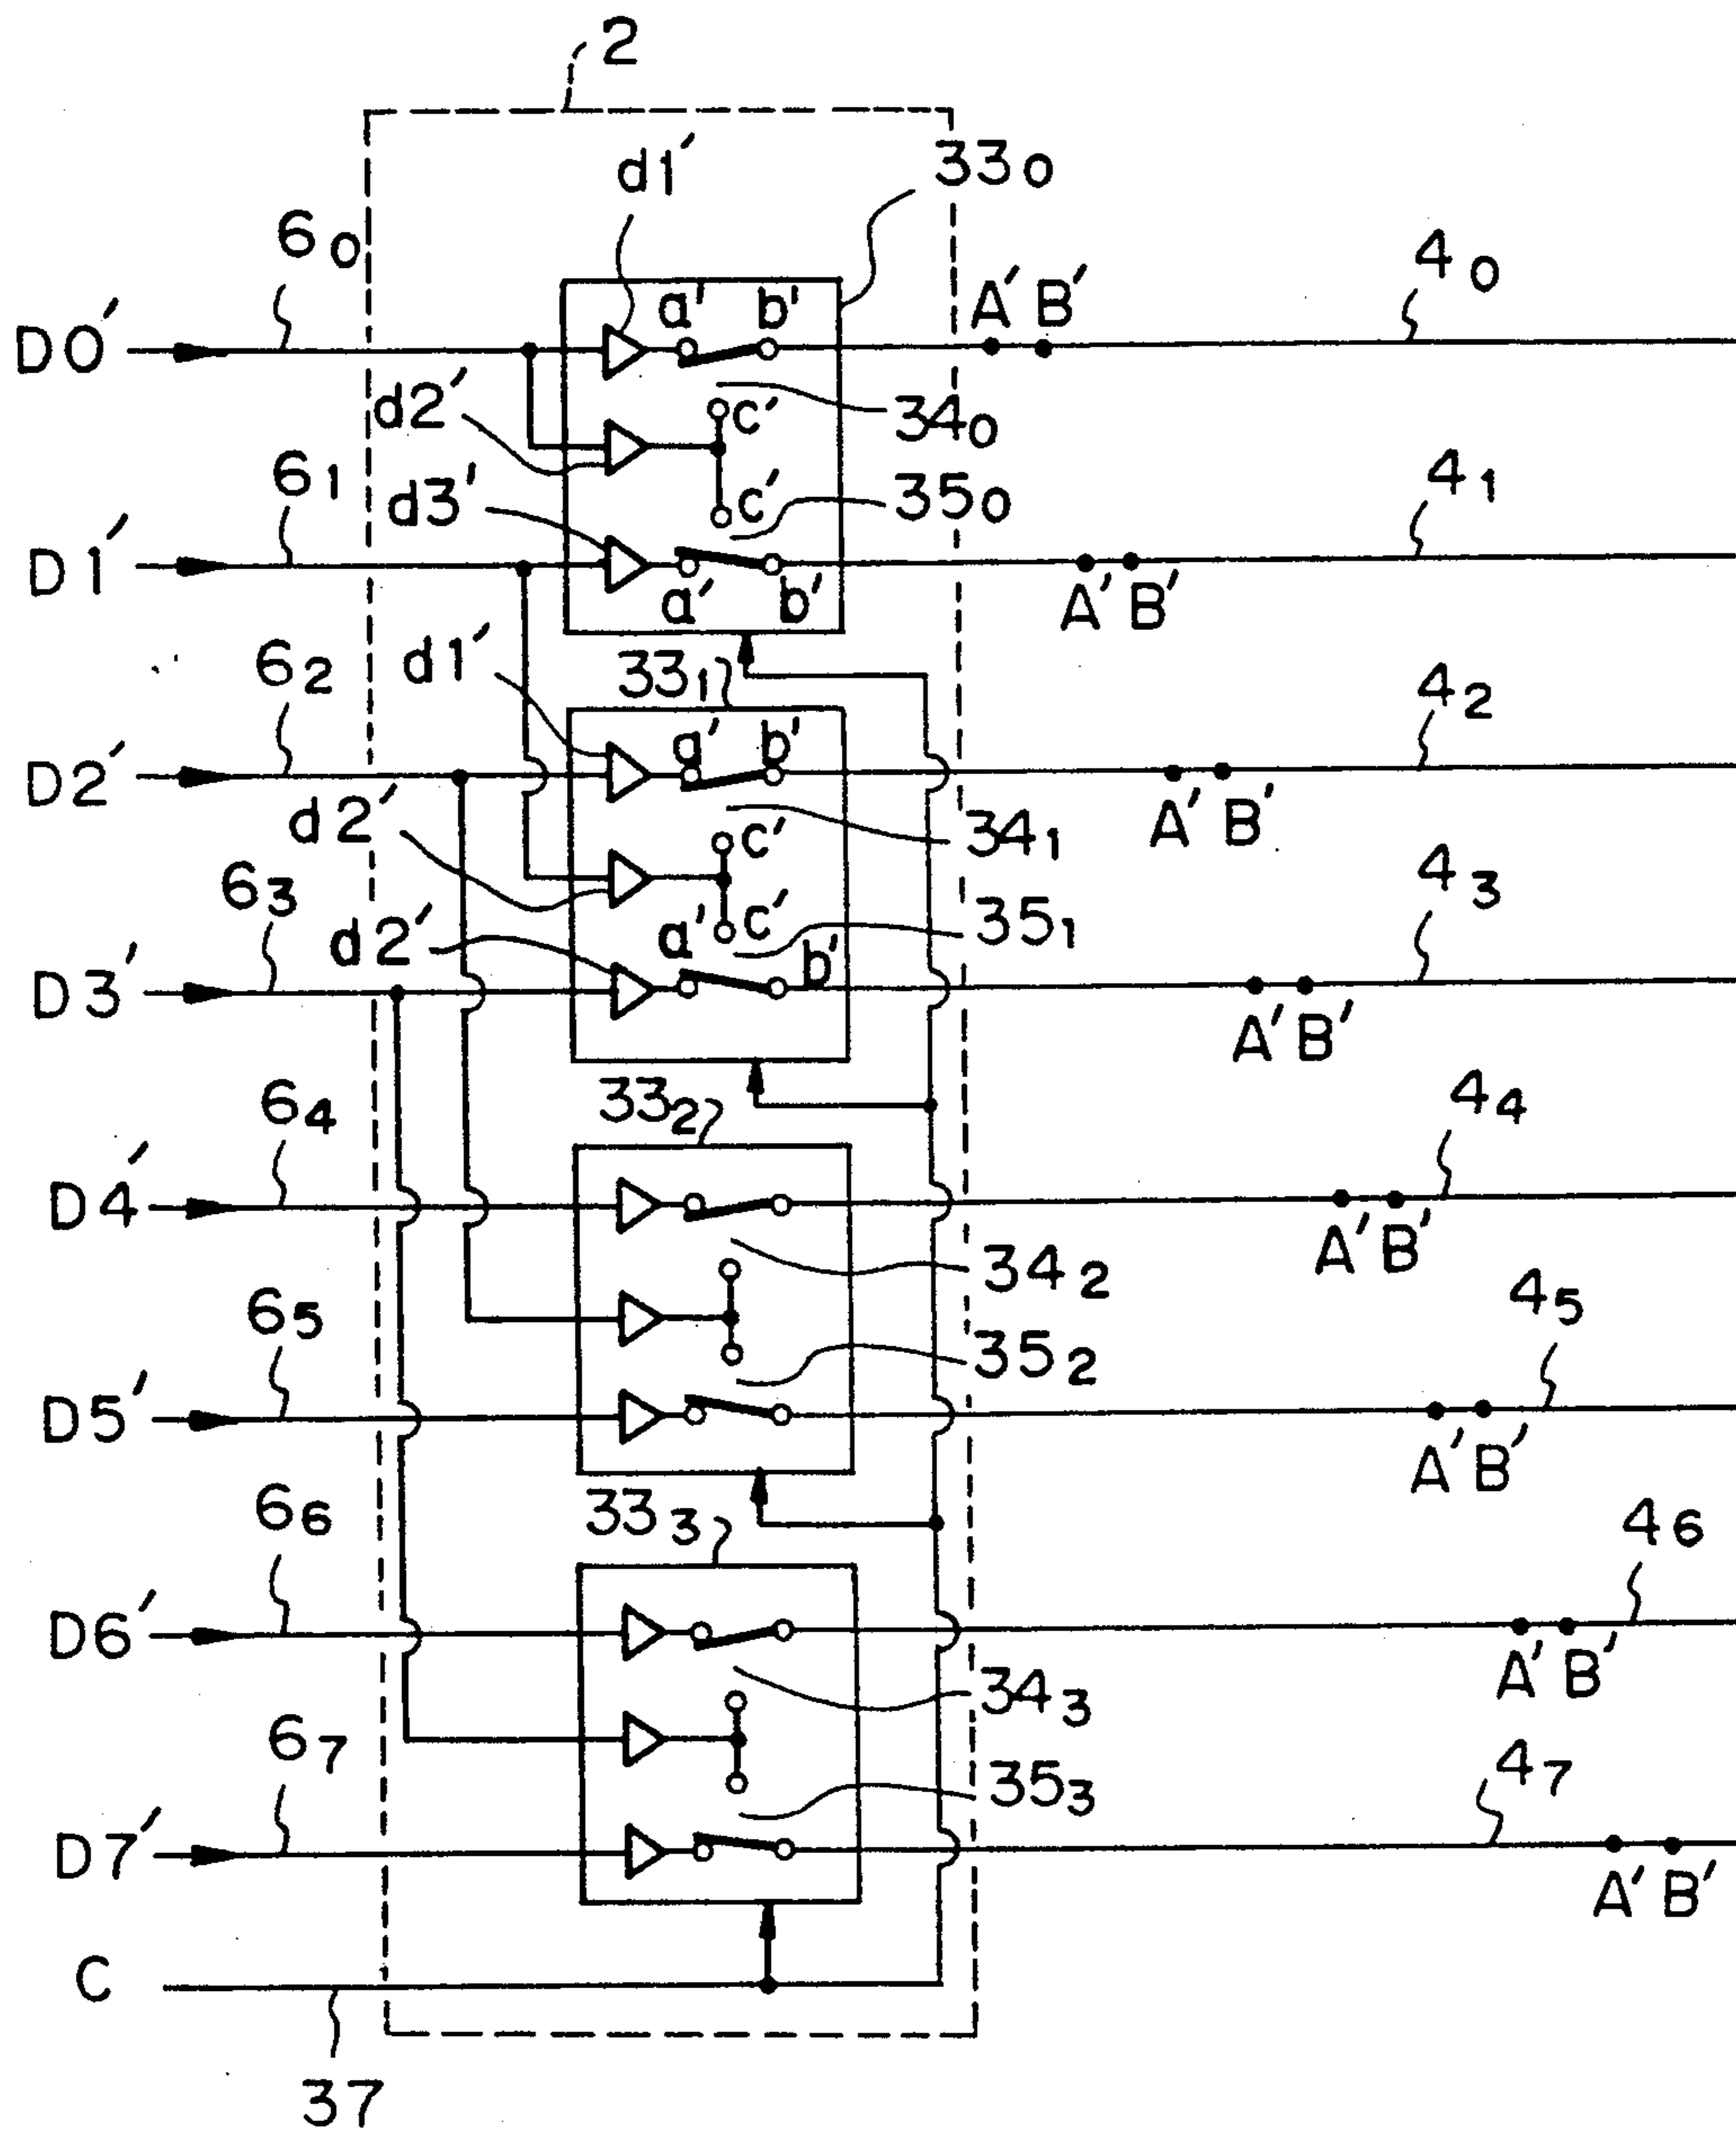 2
d1′ 33₀
6₀ 4₀
a' b' A' B'
D0′
d2′ c' 34₀
6₁ d3' c' 35₀ 4₁
D1′
a' b' A' B'
6₂ d1′ 33₁ 4₂
a' b'
D2′
d2′ c' 34₁ A' B'
6₃ d2′ a' c' 35₁ 4₃
b'
D3′
A' B'
6₄ 33₂ 4₄
D4′
A' B'
34₂
6₅ 35₂ 4₅
D5′
A' B'
6₆ 33₃ 4₆
D6′
A' B'
34₃
6₇ 35₃ 4₇
D7′
A' B'
C
37